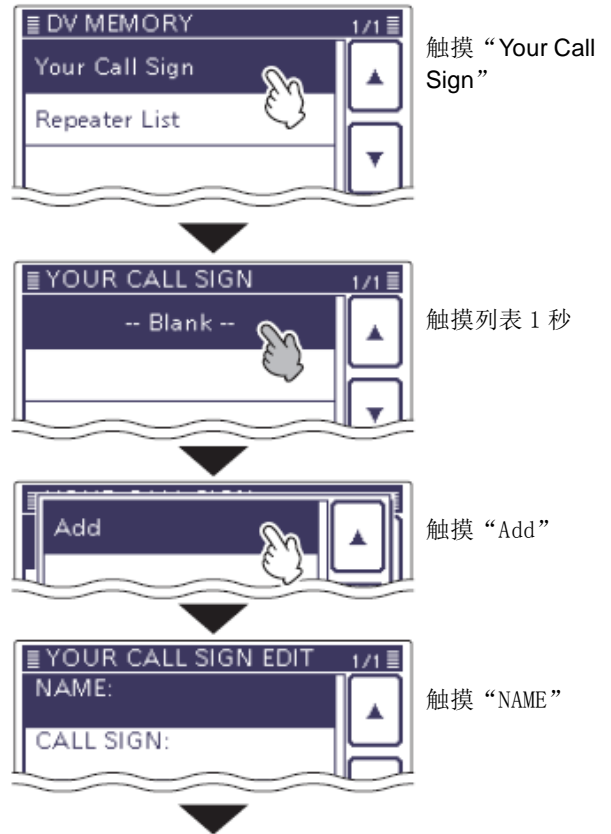 DV MEMORY 1/1
Your Call Sign
Repeater List
触摸“Your Call
Sign”
YOUR CALL SIGN 1/1
-- Blank --
触摸列表 1 秒
Add
触摸“Add”
YOUR CALL SIGN EDIT 1/1
NAME:
CALL SIGN:
触摸“NAME”